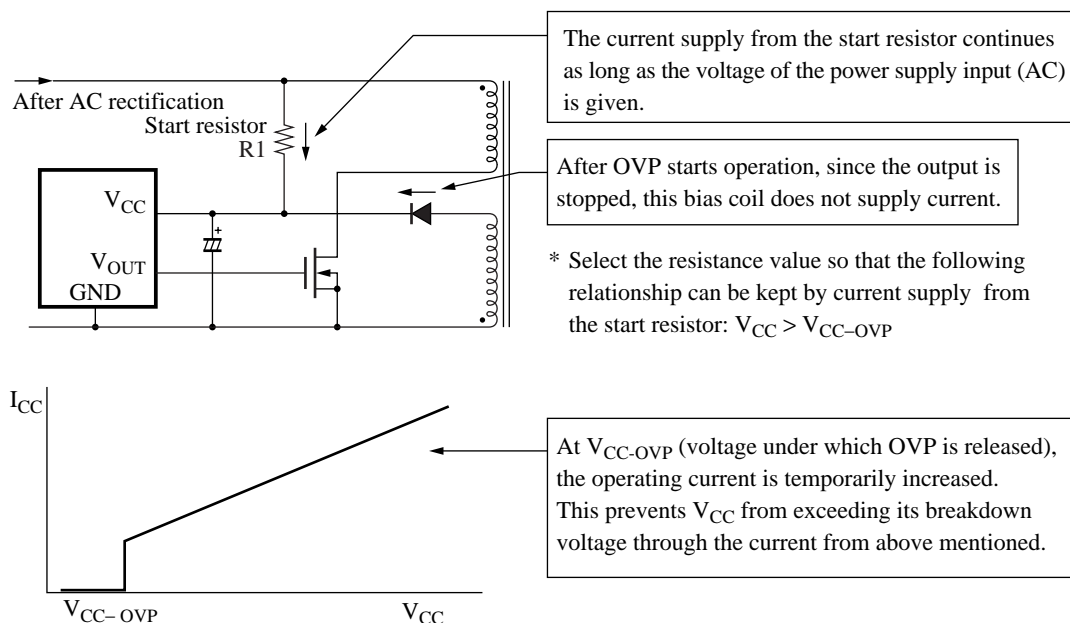 The current supply from the start resistor continues
as long as the voltage of the power supply input (AC)
is given.
After AC rectification
Start resistor
R1
After OVP starts operation, since the output is
stopped, this bias coil does not supply current.
VCC
+
VOUT
GND
* Select the resistance value so that the following
relationship can be kept by current supply from
the start resistor: VCC > VCC–OVP
ICC
At VCC-OVP (voltage under which OVP is released),
the operating current is temporarily increased.
This prevents VCC from exceeding its breakdown
voltage through the current from above mentioned.
VCC– OVP
VCC